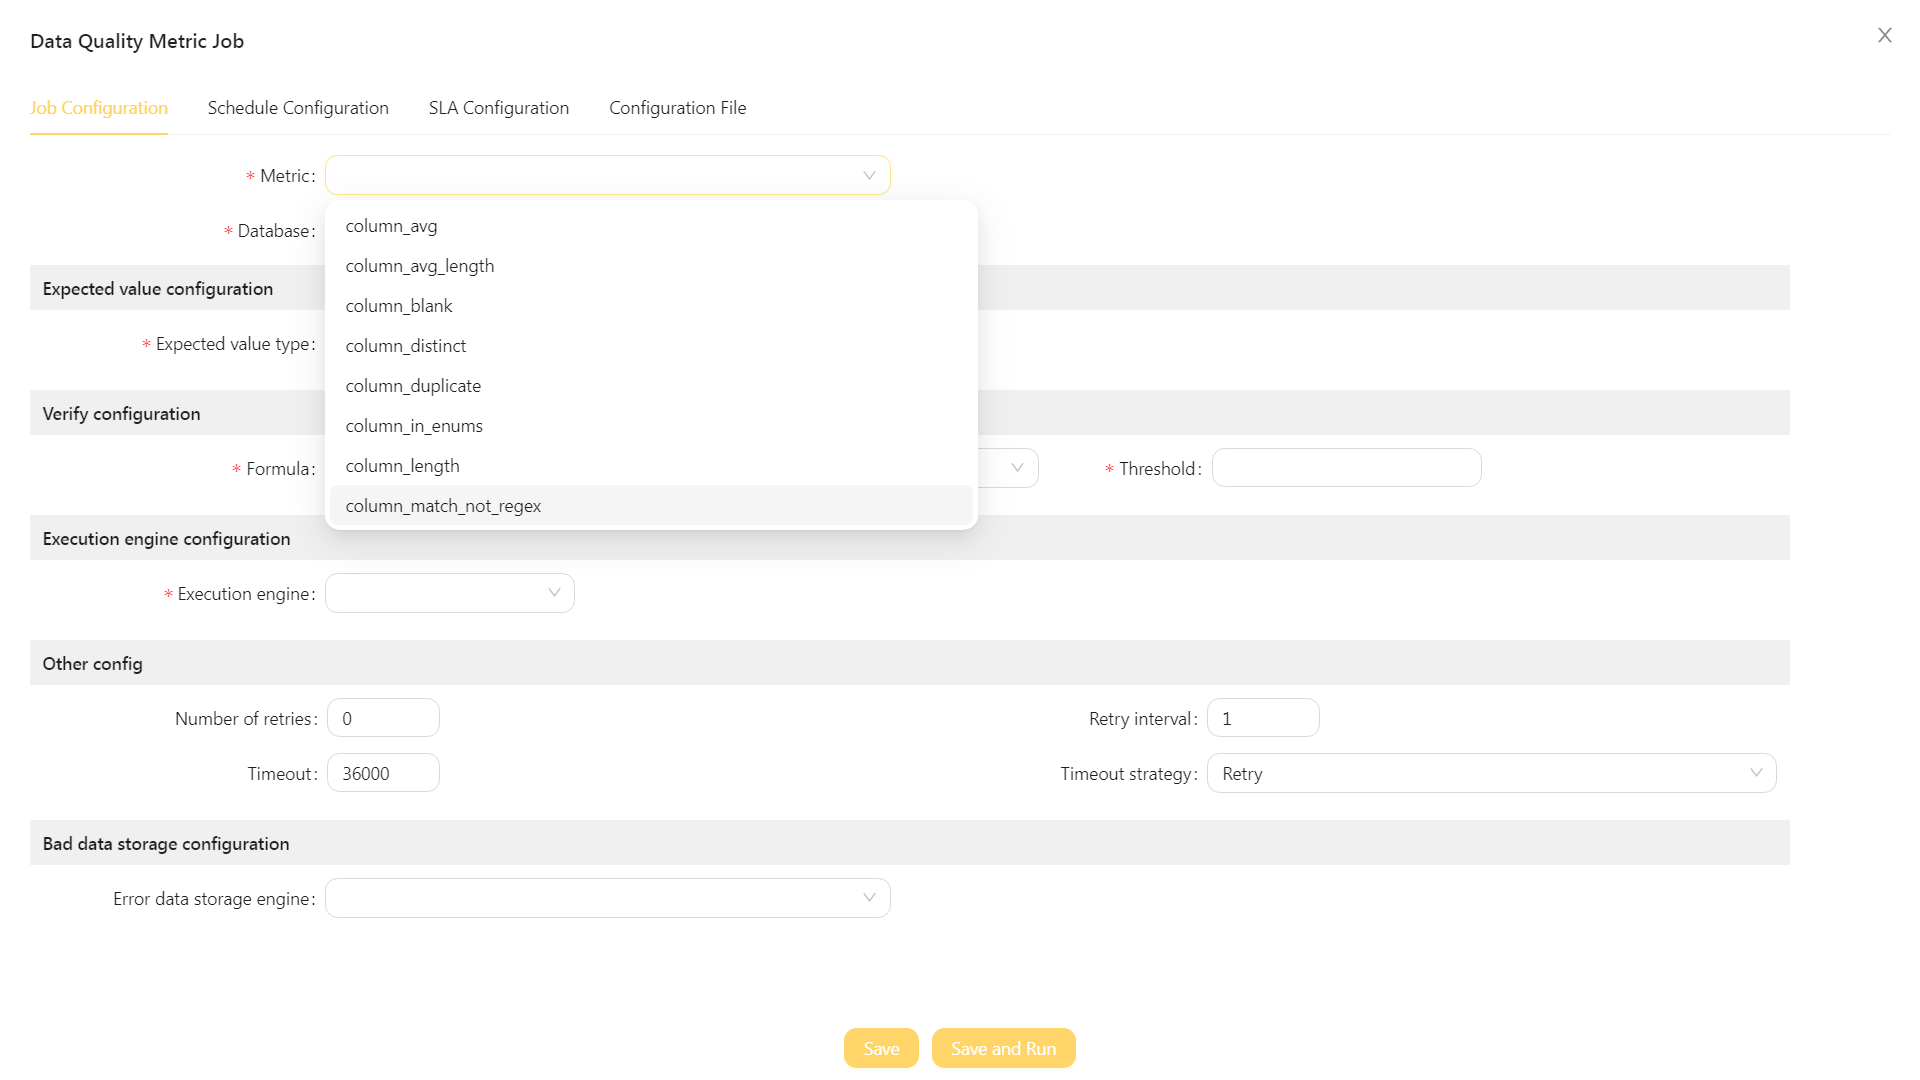 Data Quality Metric Job
Job Configuration Schedule Configuration SLA Configuration Configuration File
* Metric:
* Database:
column_avg
column_avg_length
column_blank
column_distinct
column_duplicate
column_in_enums
column_length
column_match_not_regex
Expected value configuration
* Expected value type:
Verify configuration
* Formula:
* Threshold:
Execution engine configuration
* Execution engine:
Other config
Number of retries: 0
Retry interval: 1
Timeout: 36000
Timeout strategy: Retry
Bad data storage configuration
Error data storage engine:
Save
Save and Run